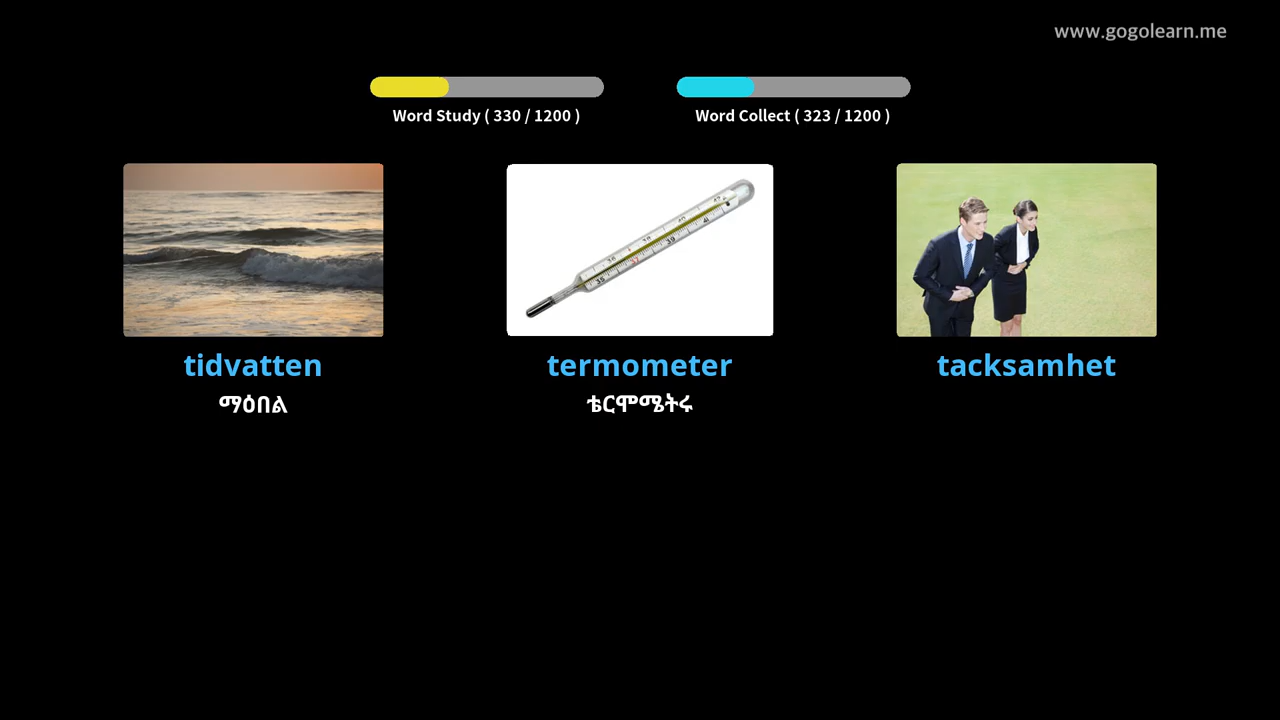 www.gogolearn.me
Word Study ( 330 / 1200 )
Word Collect ( 323 / 1200 )
tidvatten
termometer
tacksamhet
ማዕበል
ቴርሞሜትሩ